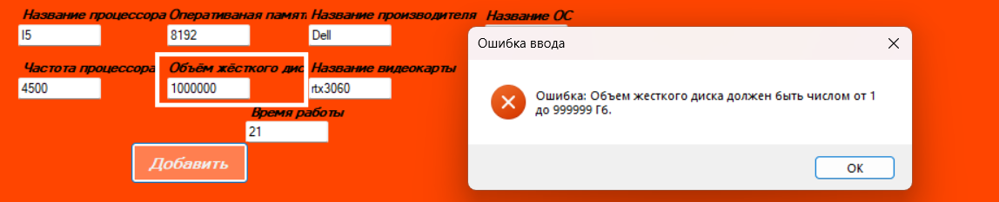 Название процессора Оперативаная памят Название производителя Название ОС
I5 8192 Dell
Частота процессора Объём жёсткого дис Название видеокарты
4500 1000000 rtx3060
Время работы
21
Добавить
Ошибка ввода
Ошибка: Объем жесткого диска должен быть числом от 1
до 999999 Гб.
ОК